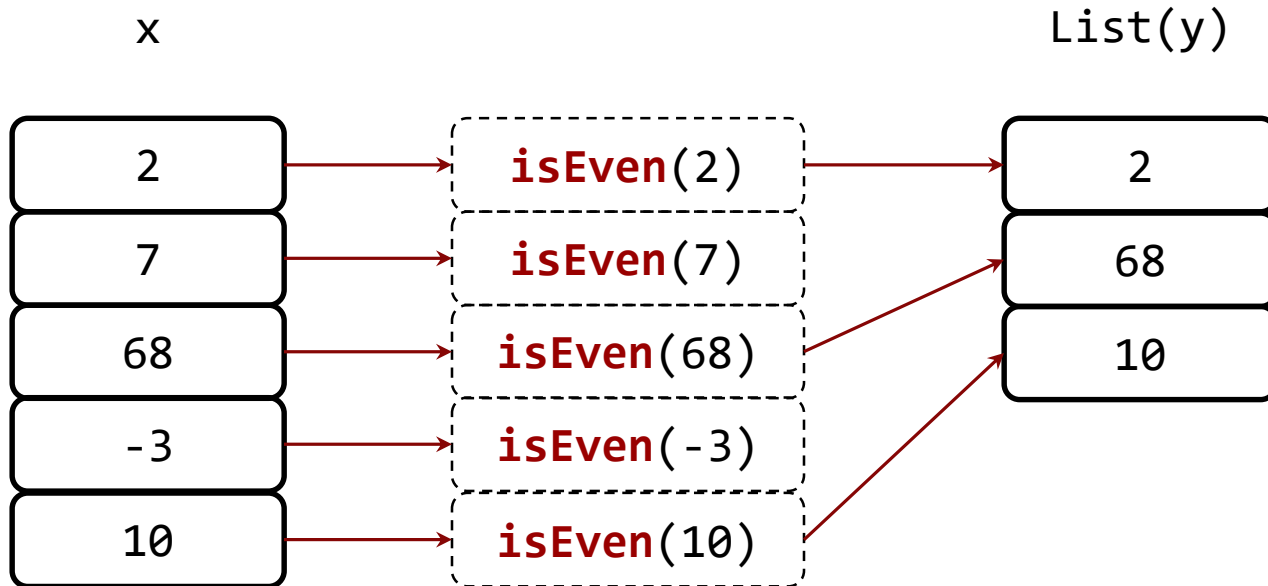 x List(y)
2 isEven(2) 2
7 isEven(7) 68
68 isEven(68) 10
-3 isEven(-3)
10 isEven(10)